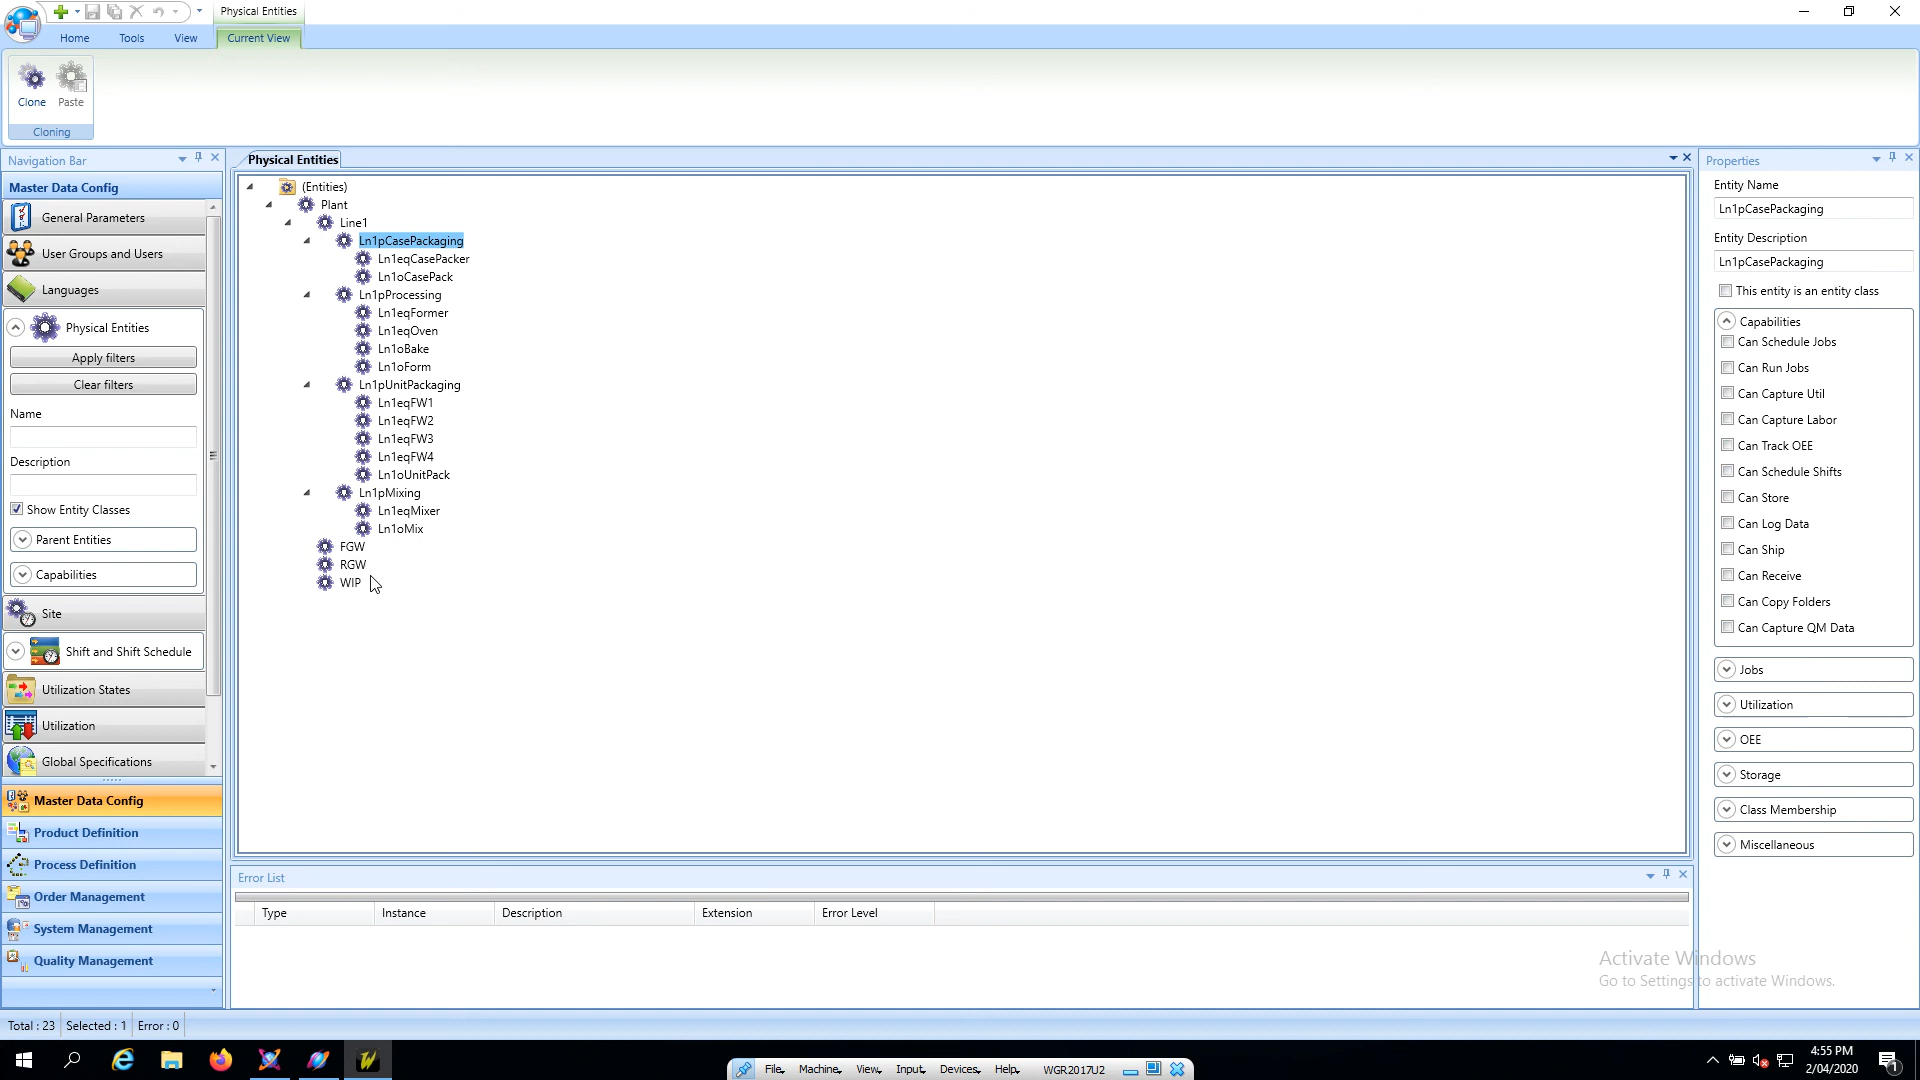 Physical Entities
Home
Tools
View
Current View
Clone
Paste
Cloning
Navigation Bar
Master Data Config
General Parameters
User Groups and Users
Languages
Physical Entities
Apply filters
Clear filters
Name
Description
Show Entity Classes
Parent Entities
Capabilities
Site
Shift and Shift Schedule
Utilization States
Utilization
Global Specifications
Master Data Config
Product Definition
Process Definition
Order Management
System Management
Quality Management
Physical Entities
(Entities)
Plant
Line1
Ln1pCasePackaging
Ln1eqCasePacker
Ln1oCasePack
Ln1pProcessing
Ln1eqFormer
Ln1eqOven
Ln1oBake
Ln1oForm
Ln1pUnitPackaging
Ln1eqFW1
Ln1eqFW2
Ln1eqFW3
Ln1eqFW4
Ln1oUnitPack
Ln1pMixing
Ln1eqMixer
Ln1oMix
FGW
RGW
WIP
Error List
Type
Instance
Description
Extension
Error Level
Properties
Entity Name
Ln1pCasePackaging
Entity Description
Ln1pCasePackaging
This entity is an entity class
Capabilities
Can Schedule Jobs
Can Run Jobs
Can Capture Util
Can Capture Labor
Can Track OEE
Can Schedule Shifts
Can Store
Can Log Data
Can Ship
Can Receive
Can Copy Folders
Can Capture QM Data
Jobs
Utilization
OEE
Storage
Class Membership
Miscellaneous
Activate Windows
Go to Settings to activate Windows.
Total : 23
Selected : 1
Error : 0
File
Machine
View
Input
Devices
Help
WGR2017U2
4:55 PM
2/04/2020
1